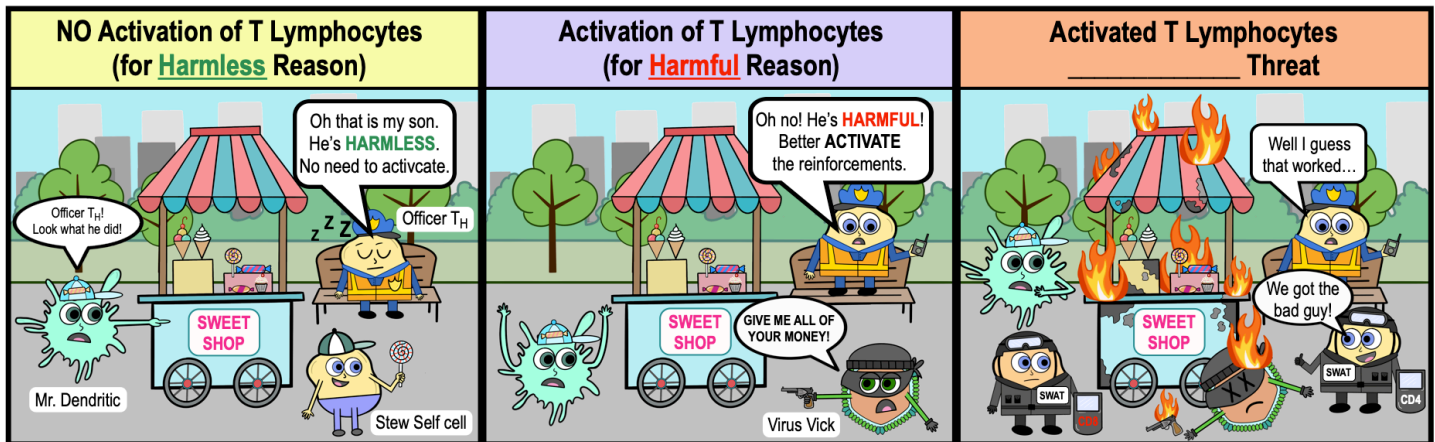 NO Activation of T Lymphocytes
(for Harmless Reason)
Oh that is my son.
He's HARMLESS.
No need to activcate.
Officer TH!
Look what he did!
z z Z
Officer TH
SWEET
SHOP
Mr. Dendritic
Stew Self cell
Activation of T Lymphocytes
(for Harmful Reason)
Oh no! He's HARMFUL!
Better ACTIVATE
the reinforcements.
SWEET
SHOP
GIVE ME ALL OF
YOUR MONEY!
Virus Vick
Activated T Lymphocytes
______________ Threat
Well I guess
that worked...
We got the
bad guy!
SWEET
SHOP
SWAT
CD8
SWAT
CD4
XX